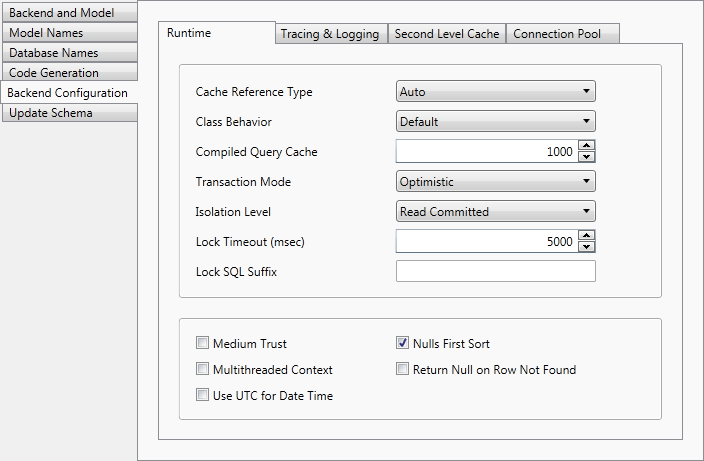 Backend and Model
Model Names
Database Names
Code Generation
Backend Configuration
Update Schema
Runtime
Tracing & Logging
Second Level Cache
Connection Pool
Cache Reference Type
Auto
Class Behavior
Default
Compiled Query Cache
1000
Transaction Mode
Optimistic
Isolation Level
Read Committed
Lock Timeout (msec)
5000
Lock SQL Suffix
Medium Trust
Nulls First Sort
Multithreaded Context
Return Null on Row Not Found
Use UTC for Date Time